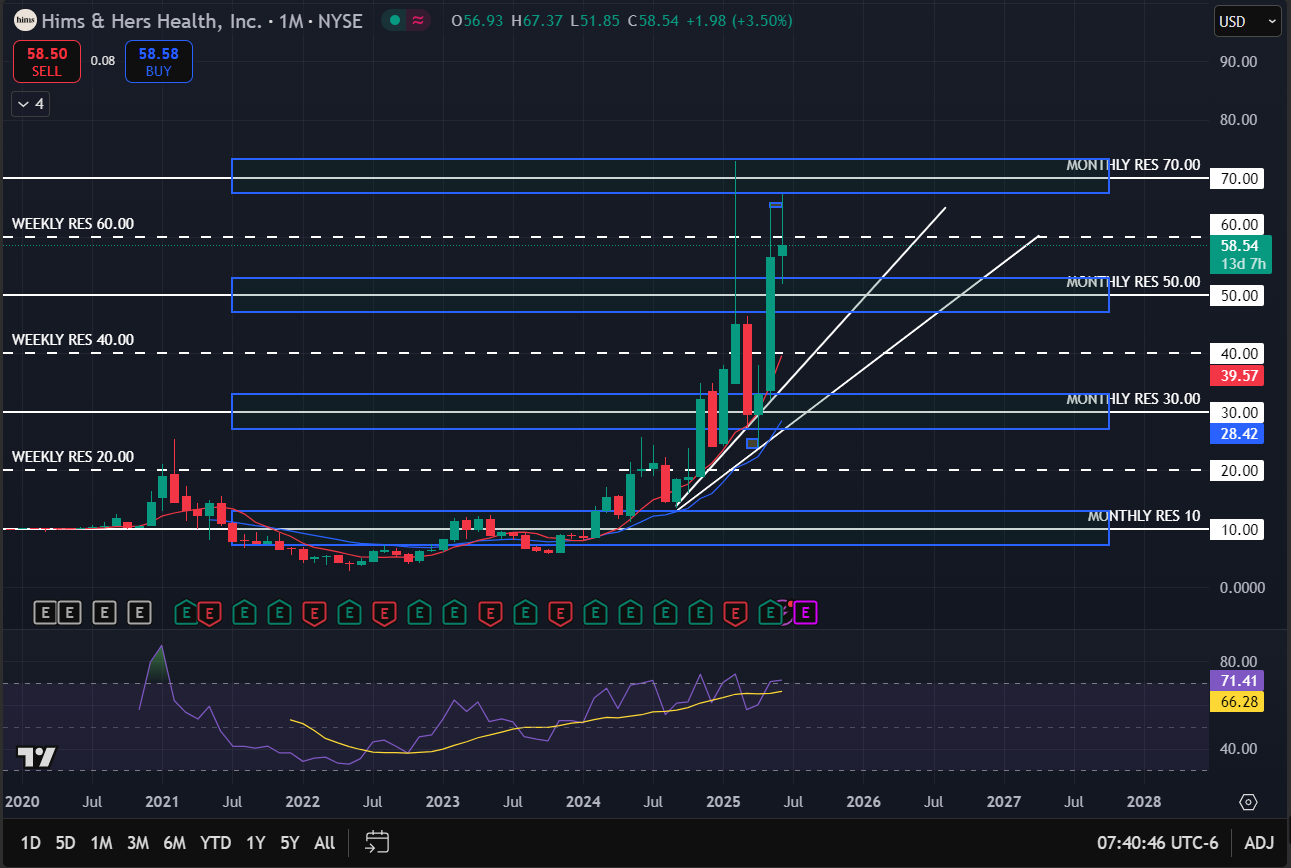 hims Hims & Hers Health, Inc. · 1M · NYSE O56.93 H67.37 L51.85 C58.54 +1.98 (+3.50%) USD
58.50 SELL 0.08 58.58 BUY
4
90.00
80.00
MONTHLY RES 70.00 70.00
WEEKLY RES 60.00 60.00
58.54
13d 7h
MONTHLY RES 50.00 50.00
WEEKLY RES 40.00 40.00
39.57
MONTHLY RES 30.00 30.00
28.42
WEEKLY RES 20.00 20.00
MONTHLY RES 10 10.00
0.0000
E E E E E E E E E E E E E E E E E E E E E E E
80.00
71.41
66.28
40.00
2020 Jul 2021 Jul 2022 Jul 2023 Jul 2024 Jul 2025 Jul 2026 Jul 2027 Jul 2028
1D 5D 1M 3M 6M YTD 1Y 5Y All 07:40:46 UTC-6 ADJ